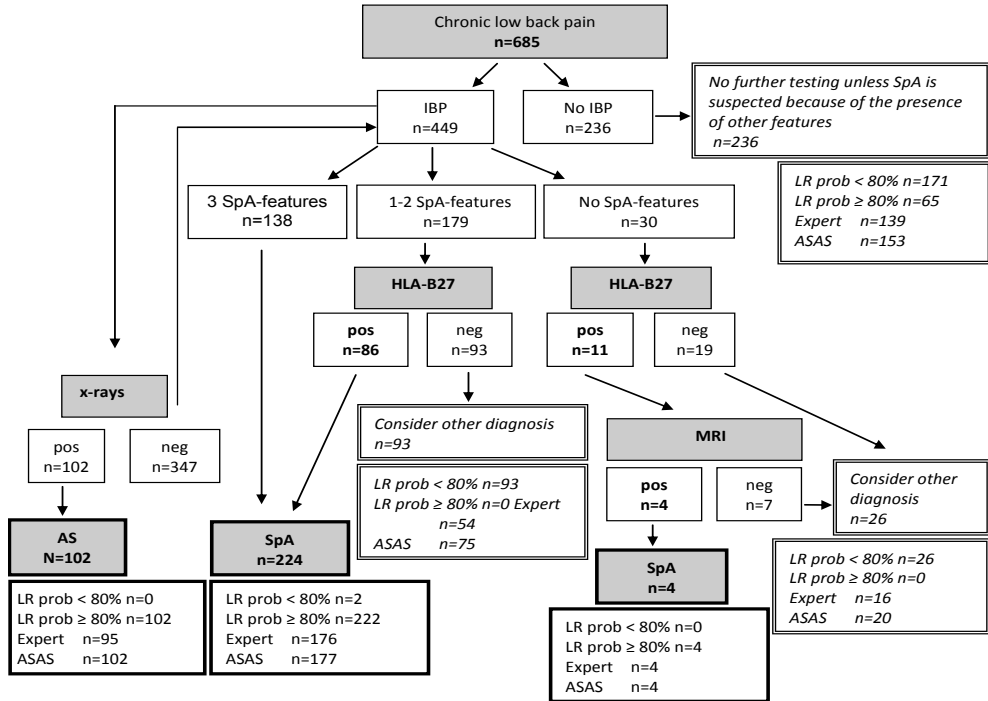 Chronic low back pain
n=685
IBP
n=449
No IBP
n=236
No further testing unless SpA is
suspected because of the presence
of other features
n=236
LR prob < 80% n=171
LR prob ≥ 80% n=65
Expert n=139
ASAS n=153
3 SpA-features
n=138
1-2 SpA-features
n=179
No SpA-features
n=30
HLA-B27
HLA-B27
pos
n=86
neg
n=93
pos
n=11
neg
n=19
x-rays
pos
n=102
neg
n=347
Consider other diagnosis
n=93
LR prob < 80% n=93
LR prob ≥ 80% n=0 Expert
n=54
ASAS n=75
MRI
pos
n=4
neg
n=7
Consider other
diagnosis
n=26
LR prob < 80% n=26
LR prob ≥ 80% n=0
Expert n=16
ASAS n=20
AS
N=102
SpA
n=224
SpA
n=4
LR prob < 80% n=0
LR prob ≥ 80% n=102
Expert n=95
ASAS n=102
LR prob < 80% n=2
LR prob ≥ 80% n=222
Expert n=176
ASAS n=177
LR prob < 80% n=0
LR prob ≥ 80% n=4
Expert n=4
ASAS n=4